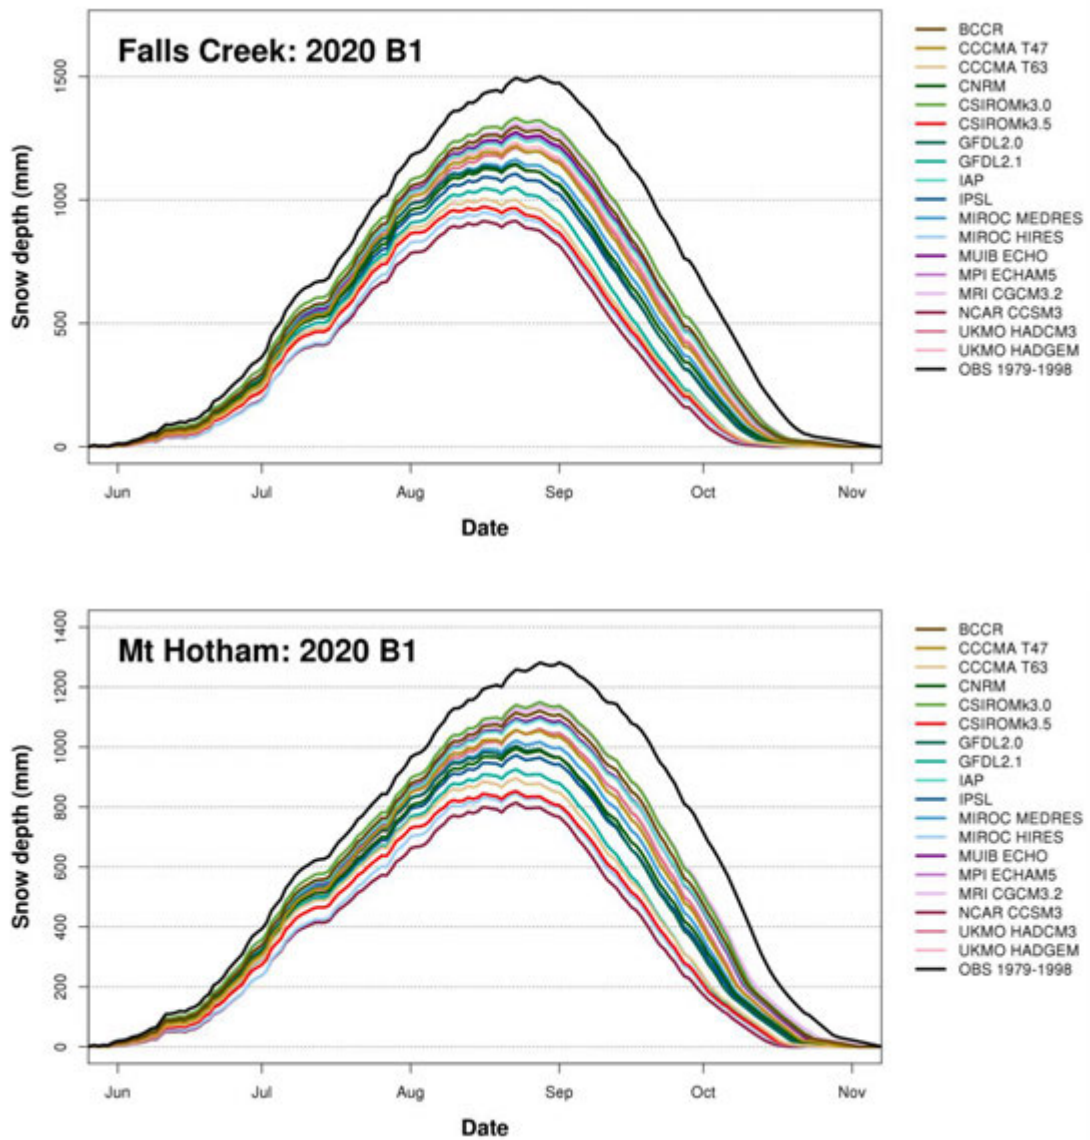 Falls Creek: 2020 B1
Snow depth (mm)
1500
1000
500
0
Jun Jul Aug Sep Oct Nov
Date
BCCR
CCCMA T47
CCCMA T63
CNRM
CSIROMk3.0
CSIROMk3.5
GFDL2.0
GFDL2.1
IAP
IPSL
MIROC MEDRES
MIROC HIRES
MUIB ECHO
MPI ECHAM5
MRI CGCM3.2
NCAR CCSM3
UKMO HADCM3
UKMO HADGEM
OBS 1979-1998
Mt Hotham: 2020 B1
Snow depth (mm)
1400
1200
1000
800
600
400
200
0
Jun Jul Aug Sep Oct Nov
Date
BCCR
CCCMA T47
CCCMA T63
CNRM
CSIROMk3.0
CSIROMk3.5
GFDL2.0
GFDL2.1
IAP
IPSL
MIROC MEDRES
MIROC HIRES
MUIB ECHO
MPI ECHAM5
MRI CGCM3.2
NCAR CCSM3
UKMO HADCM3
UKMO HADGEM
OBS 1979-1998